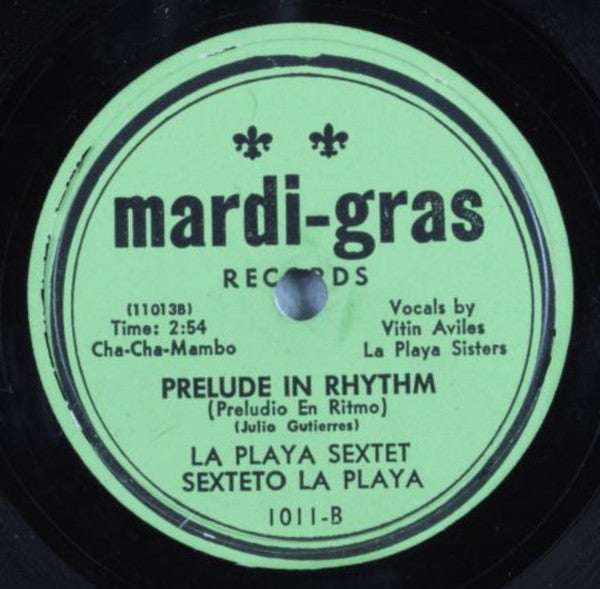 mardi-gras
RECORDS
(11013B)
Time: 2:54
Cha-Cha-Mambo
Vocals by
Vitin Aviles
La Playa Sisters
PRELUDE IN RHYTHM
(Preludio En Ritmo)
(Julio Gutierres)
LA PLAYA SEXTET
SEXTETO LA PLAYA
1011-B